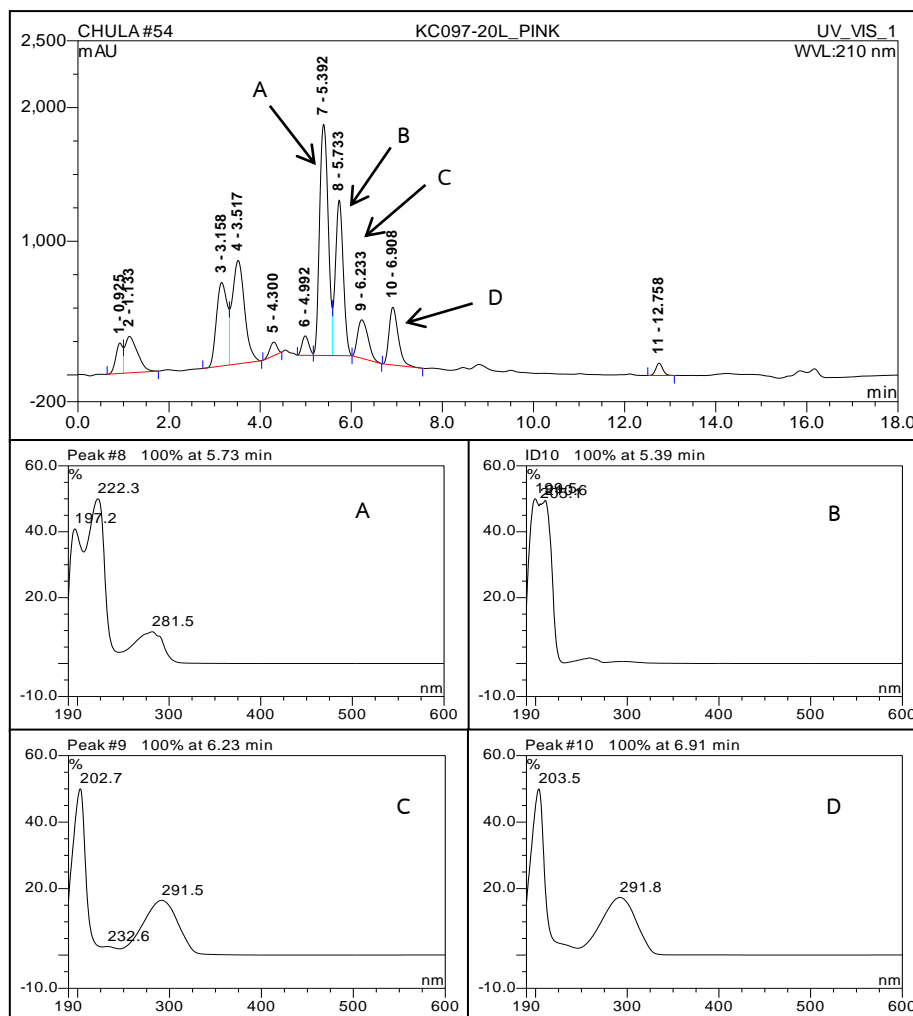 CHULA #54 KC097-20L_PINK UV_VIS_1
mAU WVL:210 nm
2,500
2,000
1,000
-200
1 - 0.925
2 - 1.133
3 - 3.158
4 - 3.517
5 - 4.300
6 - 4.992
7 - 5.392
8 - 5.733
9 - 6.233
10 - 6.908
11 - 12.758
A
B
C
D
min
0.0 2.0 4.0 6.0 8.0 10.0 12.0 14.0 16.0 18.0
Peak #8 100% at 5.73 min
60.0
%
40.0
20.0
-10.0
197.2
222.3
281.5
A
nm
190 300 400 500 600
ID10 100% at 5.39 min
60.0
%
40.0
20.0
-10.0
B
nm
190 300 400 500 600
Peak #9 100% at 6.23 min
60.0
%
40.0
20.0
-10.0
202.7
232.6
291.5
C
nm
190 300 400 500 600
Peak #10 100% at 6.91 min
60.0
%
40.0
20.0
-10.0
203.5
291.8
D
nm
190 300 400 500 600